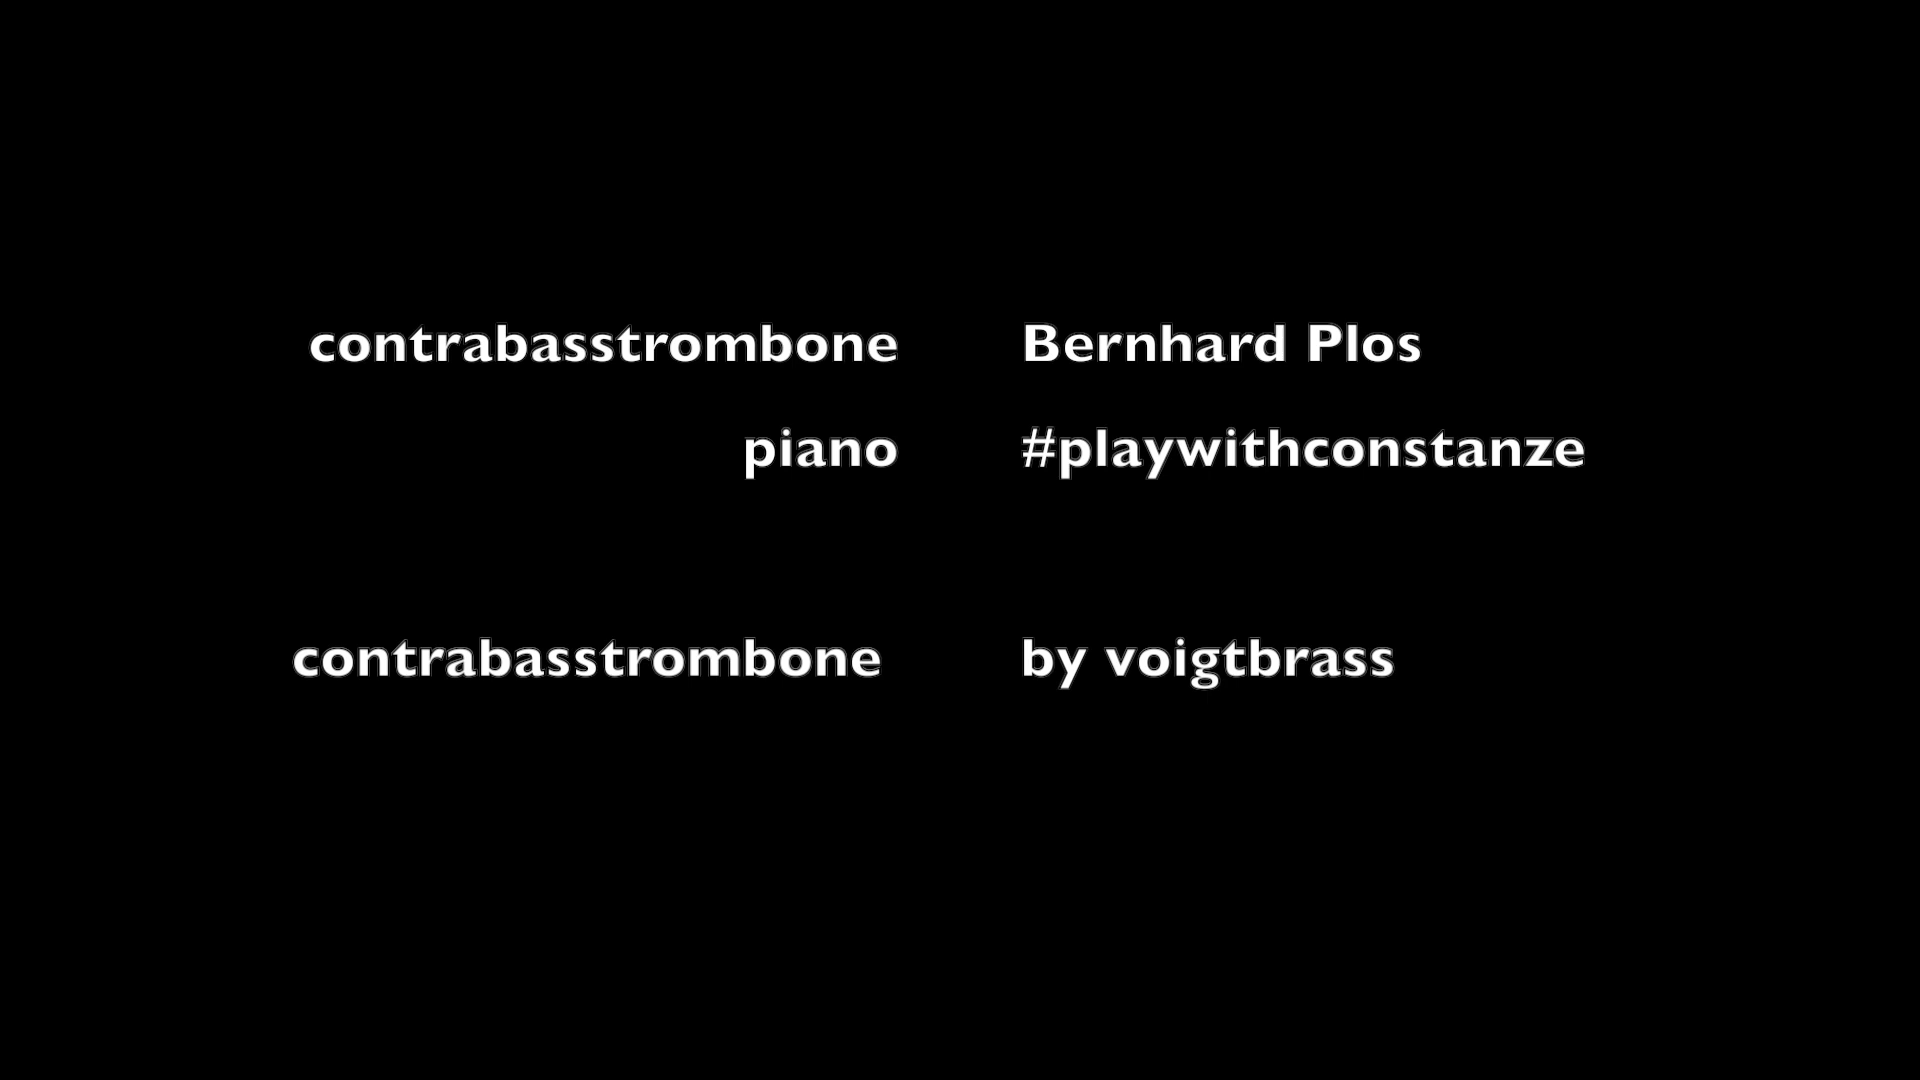 contrabasstrombone Bernhard Plos
piano #playwithconstanze
contrabasstrombone by voigtbrass